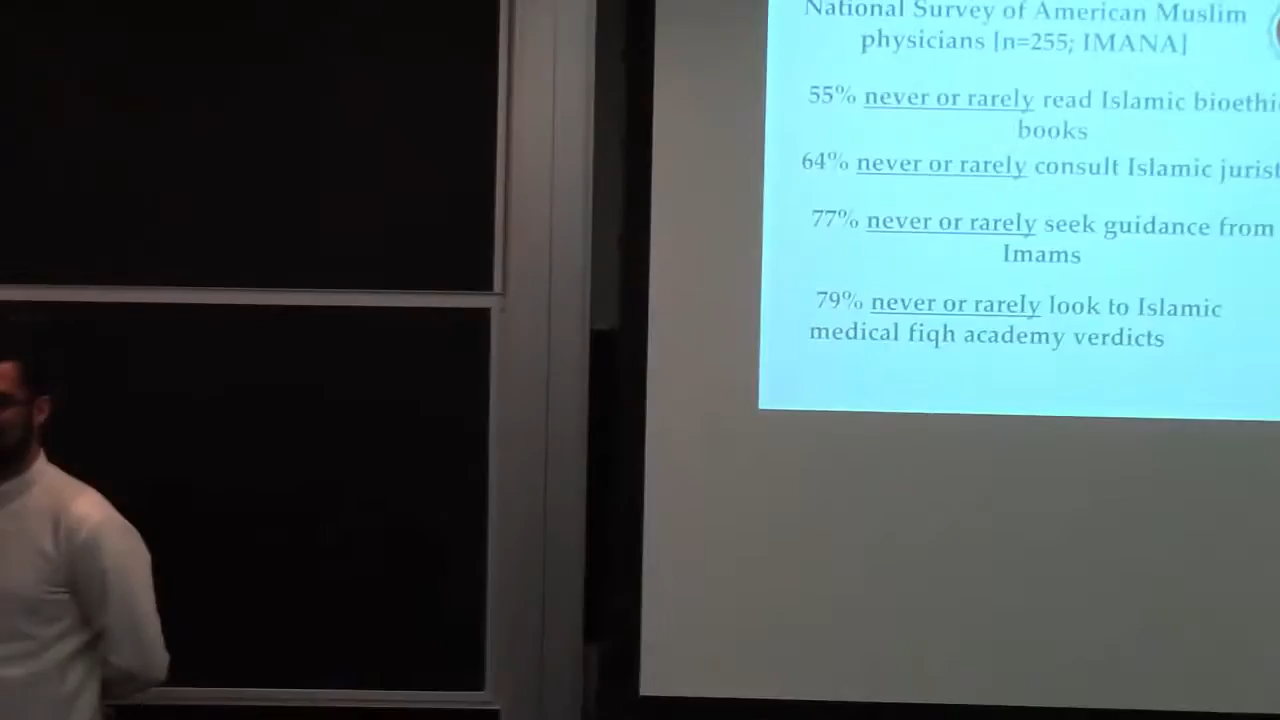 National Survey of American Muslim
physicians [n=255; IMANA]
55% never or rarely read Islamic bioethi
books
64% never or rarely consult Islamic jurist
77% never or rarely seek guidance from
Imams
79% never or rarely look to Islamic
medical fiqh academy verdicts